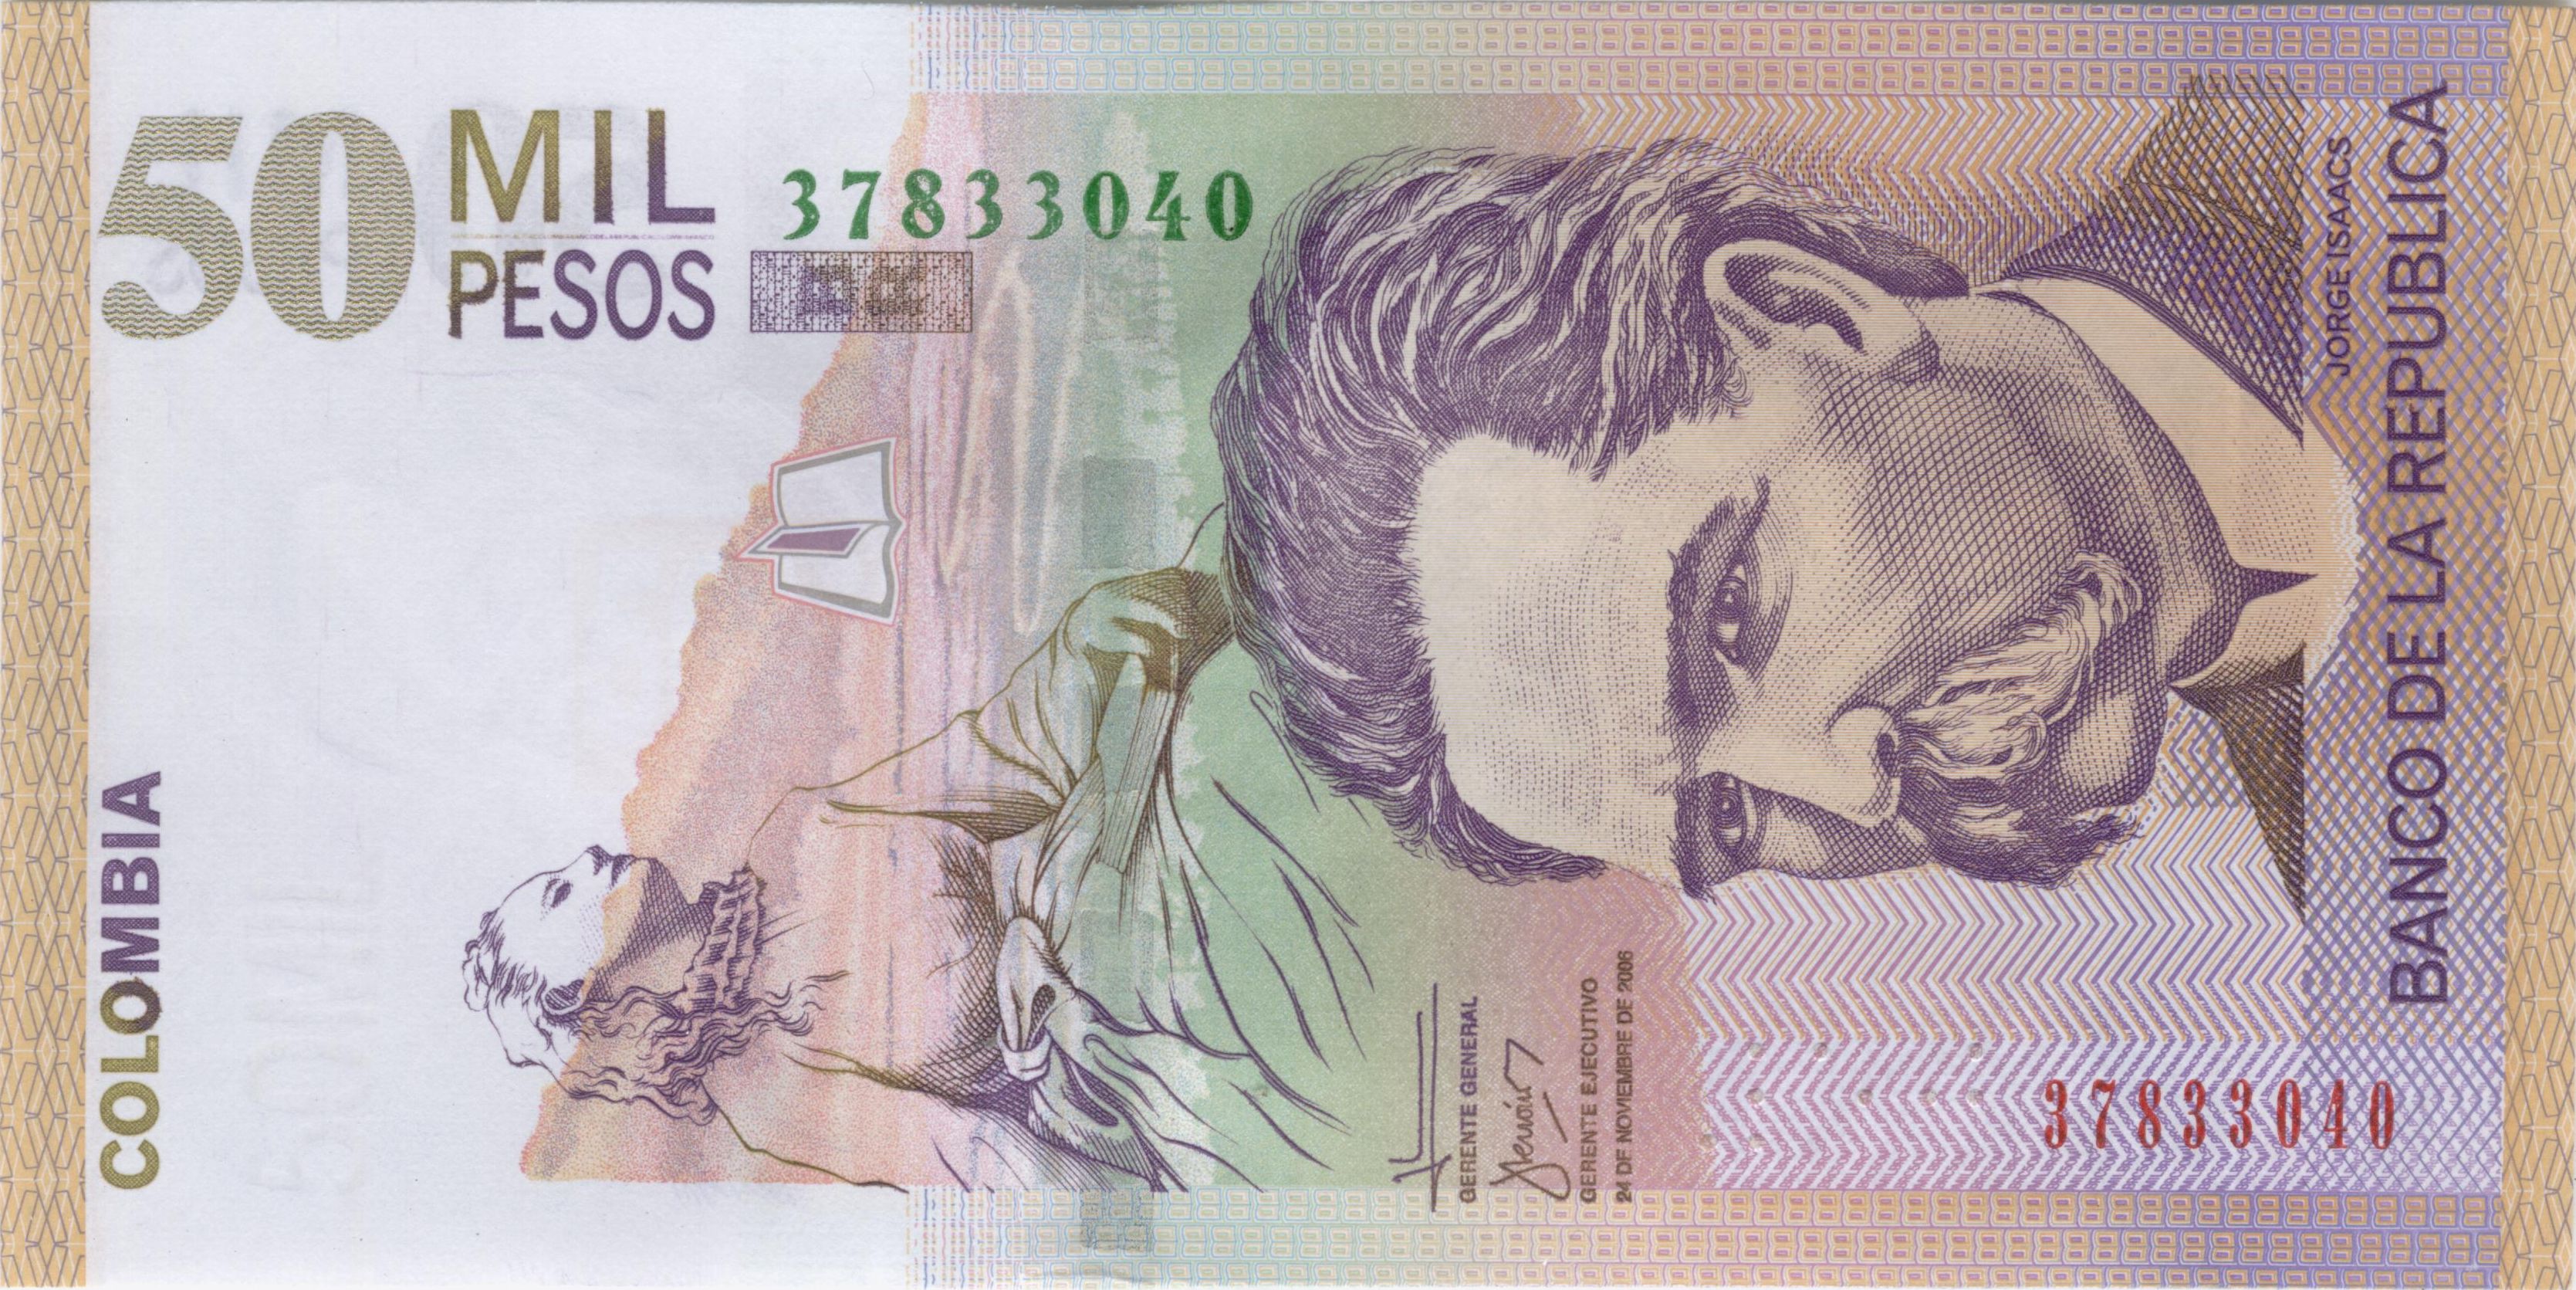 50
MIL
PESOS
37833040
COLOMBIA
GERENTE GENERAL
GERENTE EJECUTIVO
24 DE NOVIEMBRE DE 2006
JORGE ISAACS
BANCO DE LA REPUBLICA
37833040